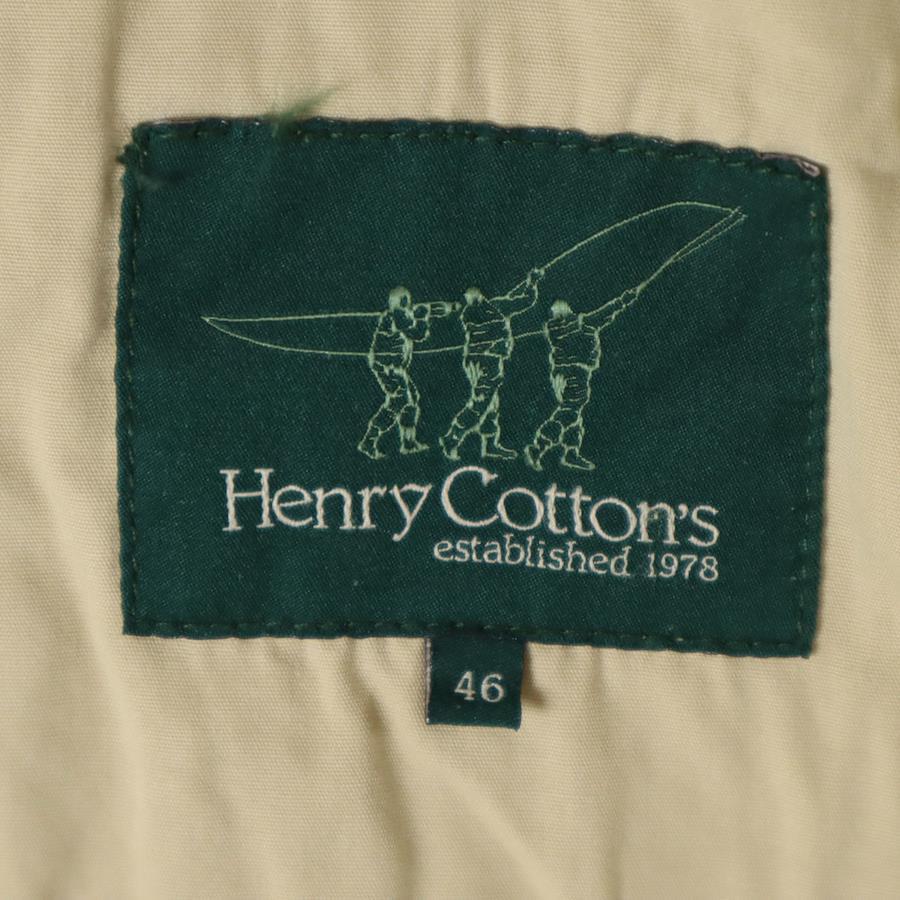 Henry Cotton's
established 1978
46